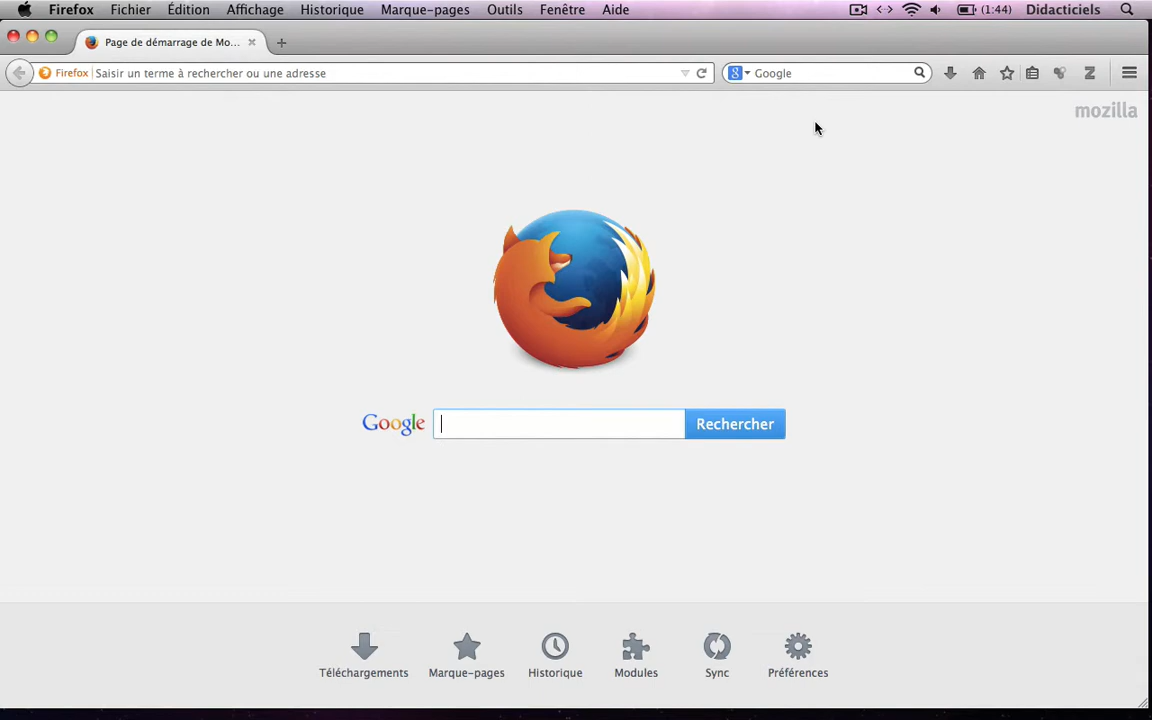 Firefox Fichier Édition Affichage Historique Marque-pages Outils Fenêtre Aide (1:44) Didacticiels
Page de démarrage de Mo...
Firefox Saisir un terme à rechercher ou une adresse Google
mozilla
Google Rechercher
Téléchargements Marque-pages Historique Modules Sync Préférences